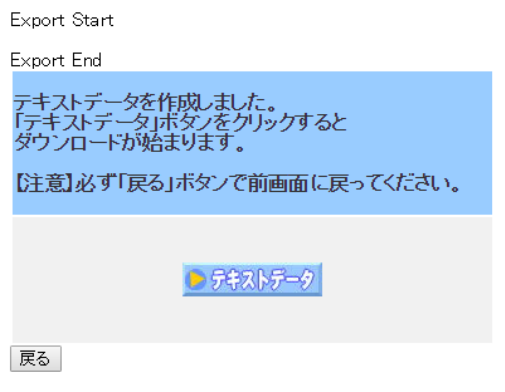 Export Start
Export End
テキストデータを作成しました。
「テキストデータ」ボタンをクリックすると
ダウンロードが始まります。
【注意】必ず「戻る」ボタンで前画面に戻ってください。
テキストデータ
戻る